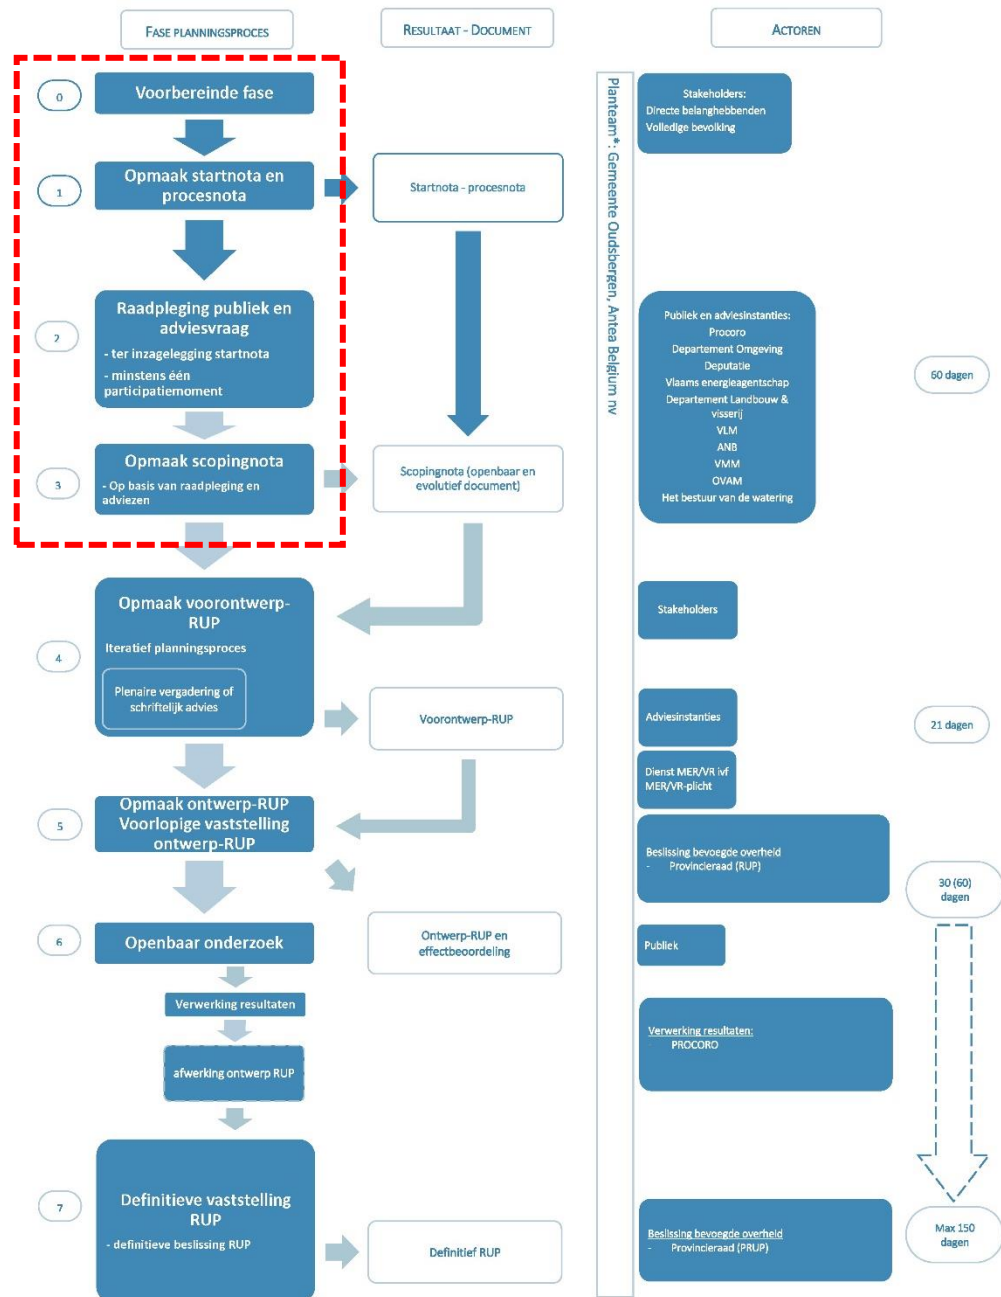 FASE PLANNINGSPROCES
RESULTAAT - DOCUMENT
ACTOREN
0
Voorbereinde fase
1
Opmaak startnota en
procesnota
Startnota - procesnota
2
Raadpleging publiek en
adviesvraag
- ter inzagelegging startnota
- minstens één
participatiemoment
3
Opmaak scopingnota
- Op basis van raadpleging en
adviezen
Scopingnota (openbaar en
evolutief document)
4
Opmaak voorontwerp-
RUP
Iteratief planningsproces
Plenaire vergadering of
schriftelijk advies
Voorontwerp-RUP
5
Opmaak ontwerp-RUP
Voorlopige vaststelling
ontwerp-RUP
Ontwerp-RUP en
effectbeoordeling
6
Openbaar onderzoek
Verwerking resultaten
afwerking ontwerp RUP
7
Definitieve vaststelling
RUP
- definitieve beslissing RUP
Definitief RUP
Planteam*: Gemeente Oudsbergen, Antea Belgium nv
Stakeholders:
Directe belanghebbenden
Volledige bevolking
Publiek en adviesinstanties:
Procoro
Departement Omgeving
Deputatie
Vlaams energieagentschap
Departement Landbouw &
visserij
VLM
ANB
VMM
OVAM
Het bestuur van de watering
60 dagen
Stakeholders
Adviesinstanties
21 dagen
Dienst MER/VR ivf
MER/VR-plicht
Beslissing bevoegde overheid
- Provincieraad (RUP)
30 (60)
dagen
Publiek
Verwerking resultaten:
- PROCORO
Beslissing bevoegde overheid
- Provincieraad (PRUP)
Max 150
dagen